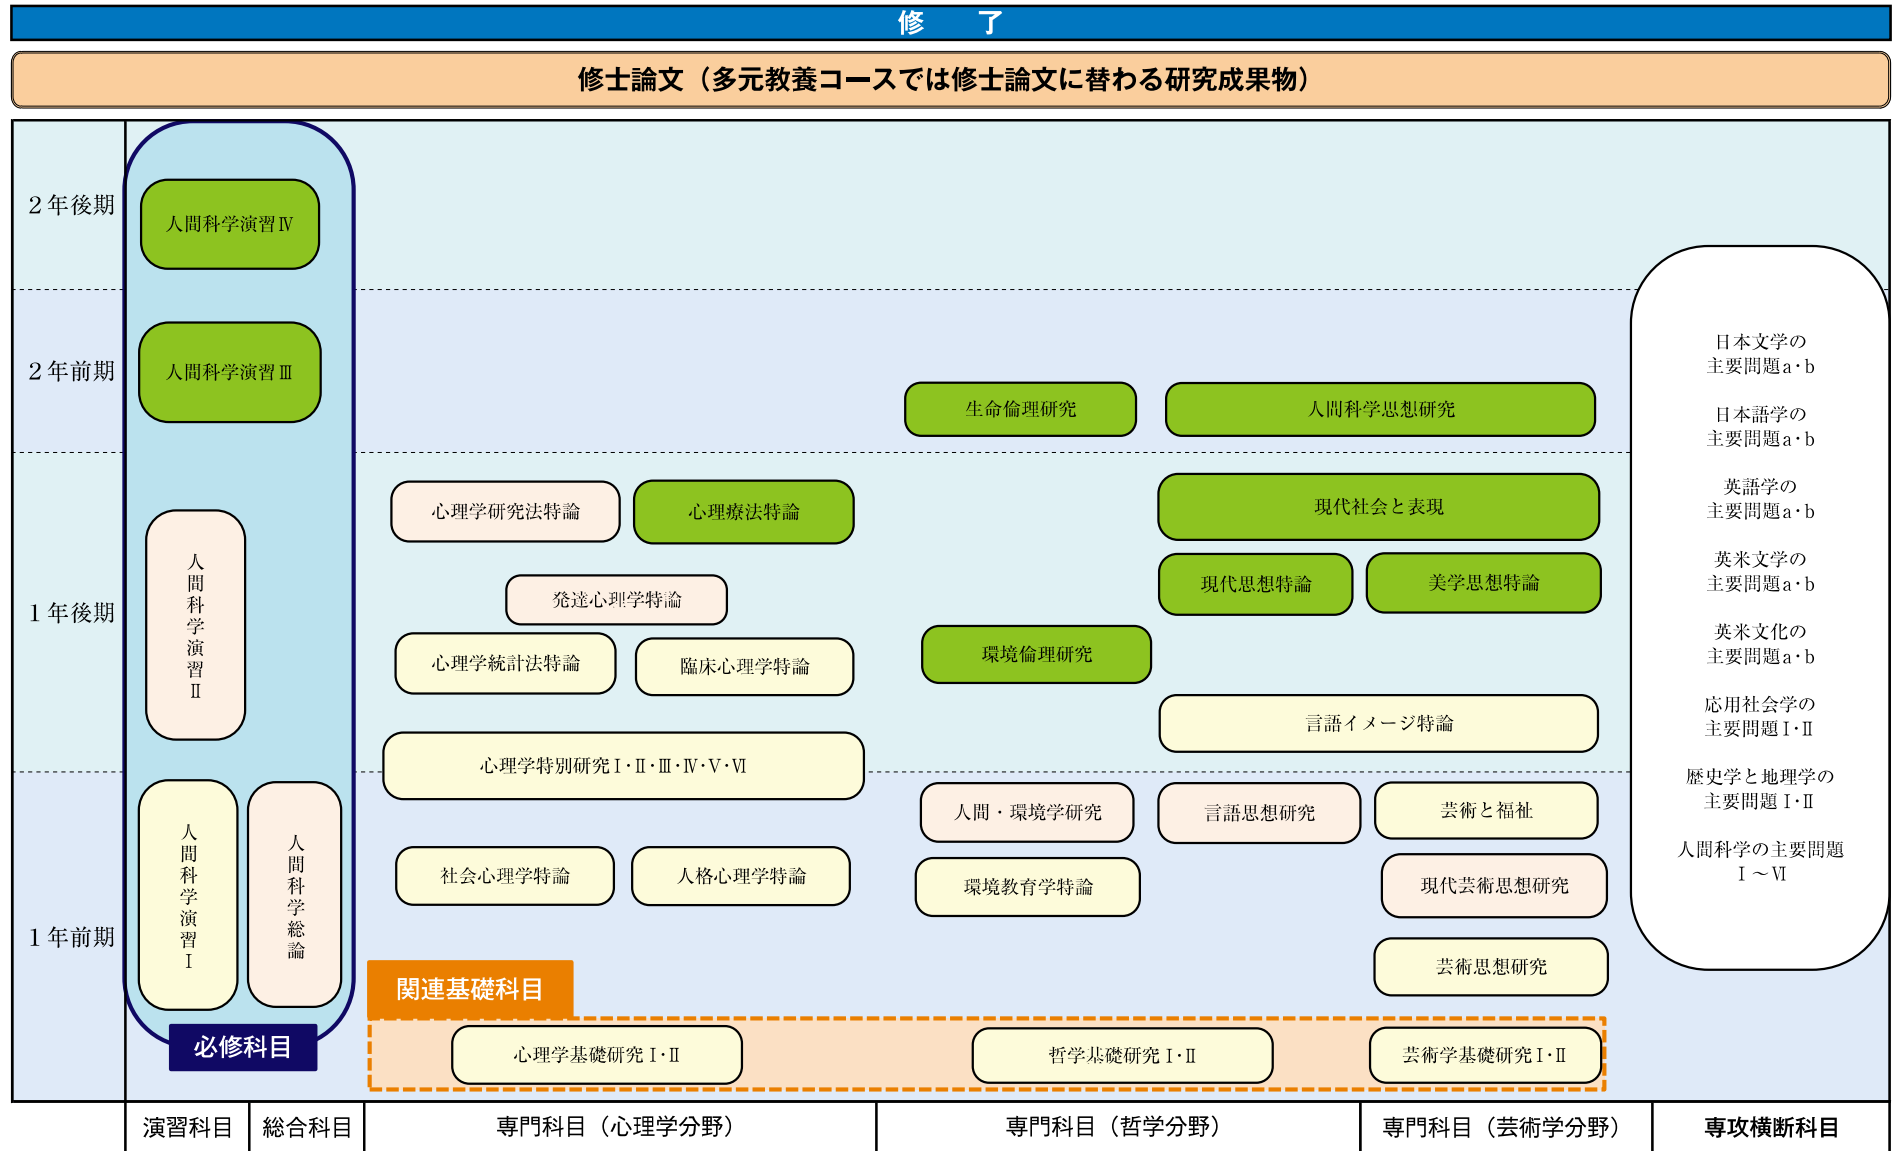 修　了
修士論文（多元教養コースでは修士論文に替わる研究成果物）
２年後期
人間科学演習Ⅳ
２年前期
人間科学演習Ⅲ
生命倫理研究
人間科学思想研究
１年後期
人間科学演習Ⅱ
心理学研究法特論
心理療法特論
現代社会と表現
発達心理学特論
現代思想特論
美学思想特論
心理学統計法特論
臨床心理学特論
環境倫理研究
言語イメージ特論
心理学特別研究Ⅰ・Ⅱ・Ⅲ・Ⅳ・Ⅴ・Ⅵ
１年前期
人間科学演習Ⅰ
人間科学総論
人間・環境学研究
言語思想研究
芸術と福祉
社会心理学特論
人格心理学特論
環境教育学特論
現代芸術思想研究
芸術思想研究
必修科目
関連基礎科目
心理学基礎研究Ⅰ・Ⅱ
哲学基礎研究Ⅰ・Ⅱ
芸術学基礎研究Ⅰ・Ⅱ
日本文学の
主要問題a・b
日本語学の
主要問題a・b
英語学の
主要問題a・b
英米文学の
主要問題a・b
英米文化の
主要問題a・b
応用社会学の
主要問題Ⅰ・Ⅱ
歴史学と地理学の
主要問題Ⅰ・Ⅱ
人間科学の主要問題
Ⅰ～Ⅵ
演習科目
総合科目
専門科目（心理学分野）
専門科目（哲学分野）
専門科目（芸術学分野）
専攻横断科目